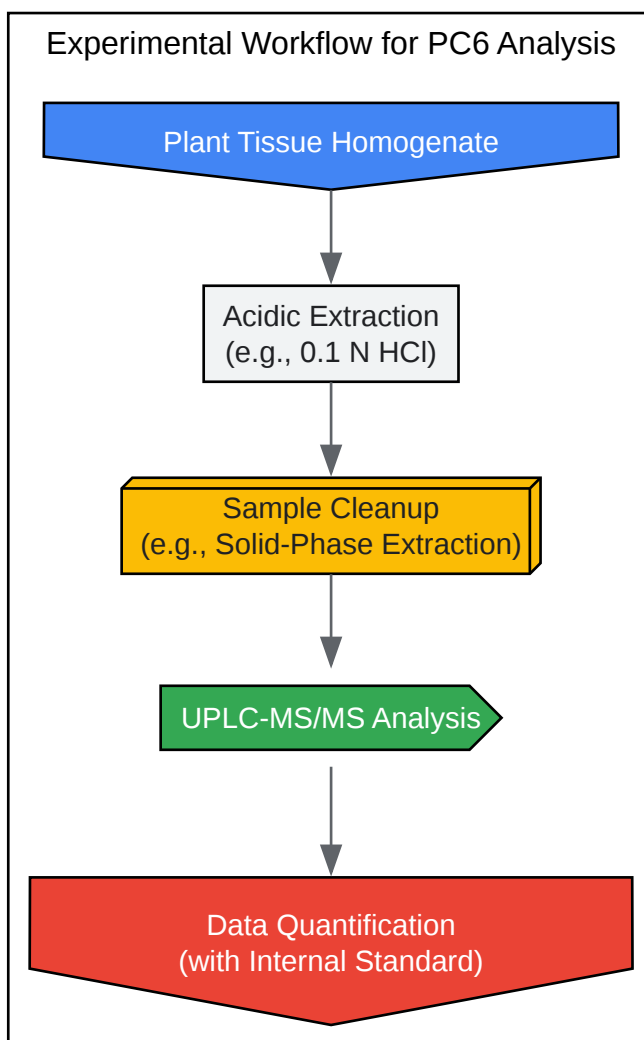 Experimental Workflow for PC6 Analysis
Plant Tissue Homogenate
Acidic Extraction
(e.g., 0.1 N HCl)
Sample Cleanup
(e.g., Solid-Phase Extraction)
UPLC-MS/MS Analysis
Data Quantification
(with Internal Standard)